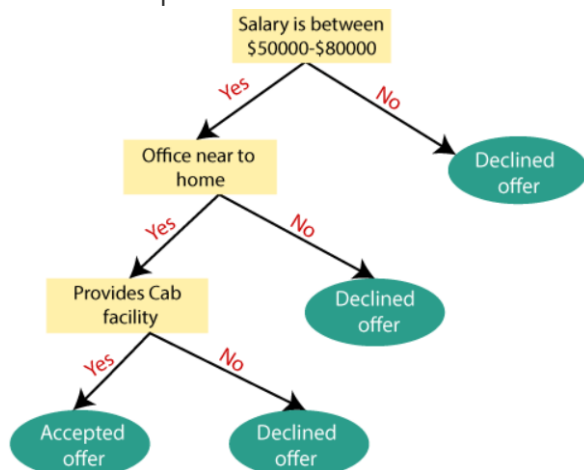 Salary is between
$50000-$80000
Yes
No
Office near to
home
Declined
offer
Yes
No
Provides Cab
facility
Declined
offer
Yes
No
Accepted
offer
Declined
offer